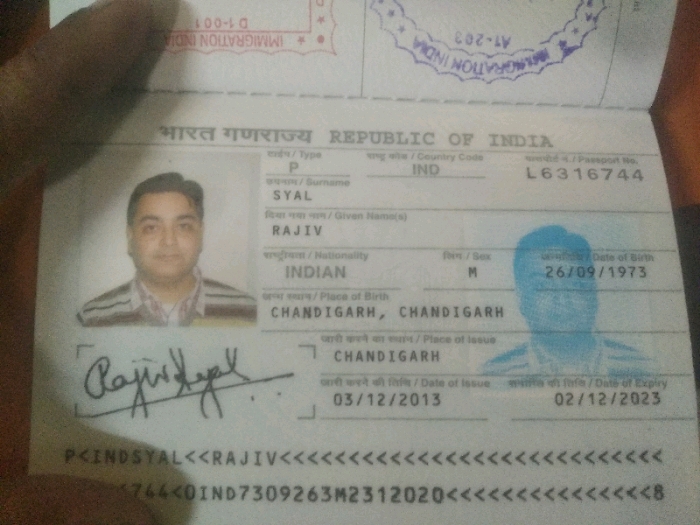 IMMIGRATION INDIA
D1-001
IMMIGRATION INDIA
AT-203
भारत गणराज्य REPUBLIC OF INDIA
टाईप / Type
राष्ट्र कोड / Country Code
पासपोर्ट नं. / Passport No.
P
IND
L6316744
उपनाम / Surname
SYAL
दिया गया नाम / Given Name(s)
RAJIV
राष्ट्रीयता / Nationality
लिंग / Sex
जन्मतिथि / Date of Birth
INDIAN
M
26/09/1973
जन्म स्थान / Place of Birth
CHANDIGARH, CHANDIGARH
जारी करने का स्थान / Place of Issue
CHANDIGARH
जारी करने की तिथि / Date of Issue
समाप्ति की तिथि / Date of Expiry
03/12/2013
02/12/2023
Rajiv Syal
P<INDSYAL<<RAJIV<<<<<<<<<<<<<<<<<<<<<<<<<<<<
744<0IND7309263M2312020<<<<<<<<<<<<<<8